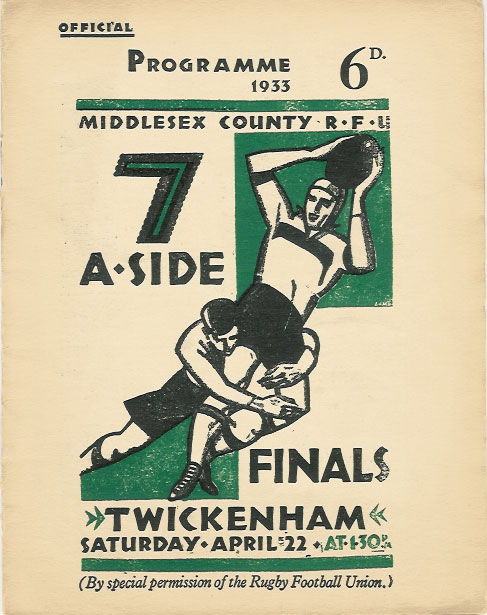 OFFICIAL
PROGRAMME
1933
6D.
MIDDLESEX COUNTY R·F·U
7
A·SIDE
FINALS
TWICKENHAM
SATURDAY·APRIL·22·AT·1·30 P.M
(By special permission of the Rugby Football Union.)